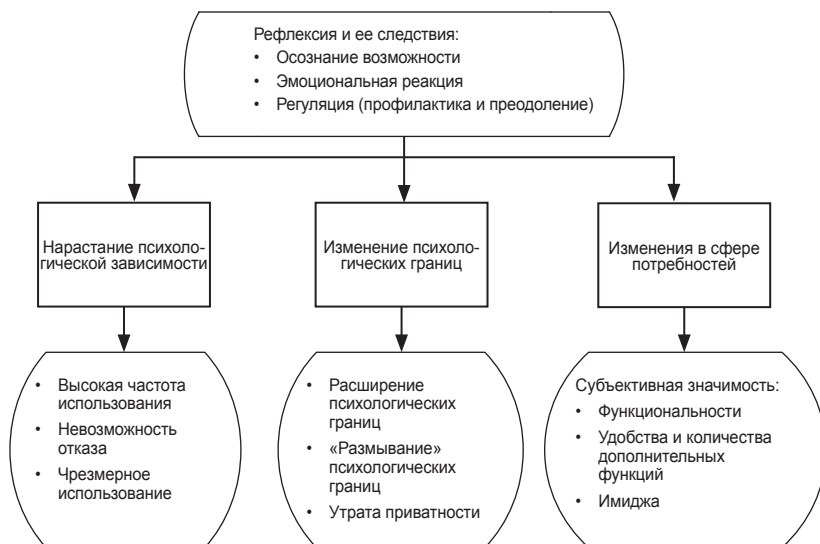 Рефлексия и ее следствия:
• Осознание возможности
• Эмоциональная реакция
• Регуляция (профилактика и преодоление)
Нарастание психоло-
гической зависимости
Изменение психоло-
гических границ
Изменения в сфере
потребностей
• Высокая частота
использования
• Невозможность
отказа
• Чрезмерное
использование
• Расширение
психологических
границ
• «Размывание»
психологических
границ
• Утрата приватности
Субъективная значимость:
• Функциональности
• Удобства и количества
дополнительных
функций
• Имиджа